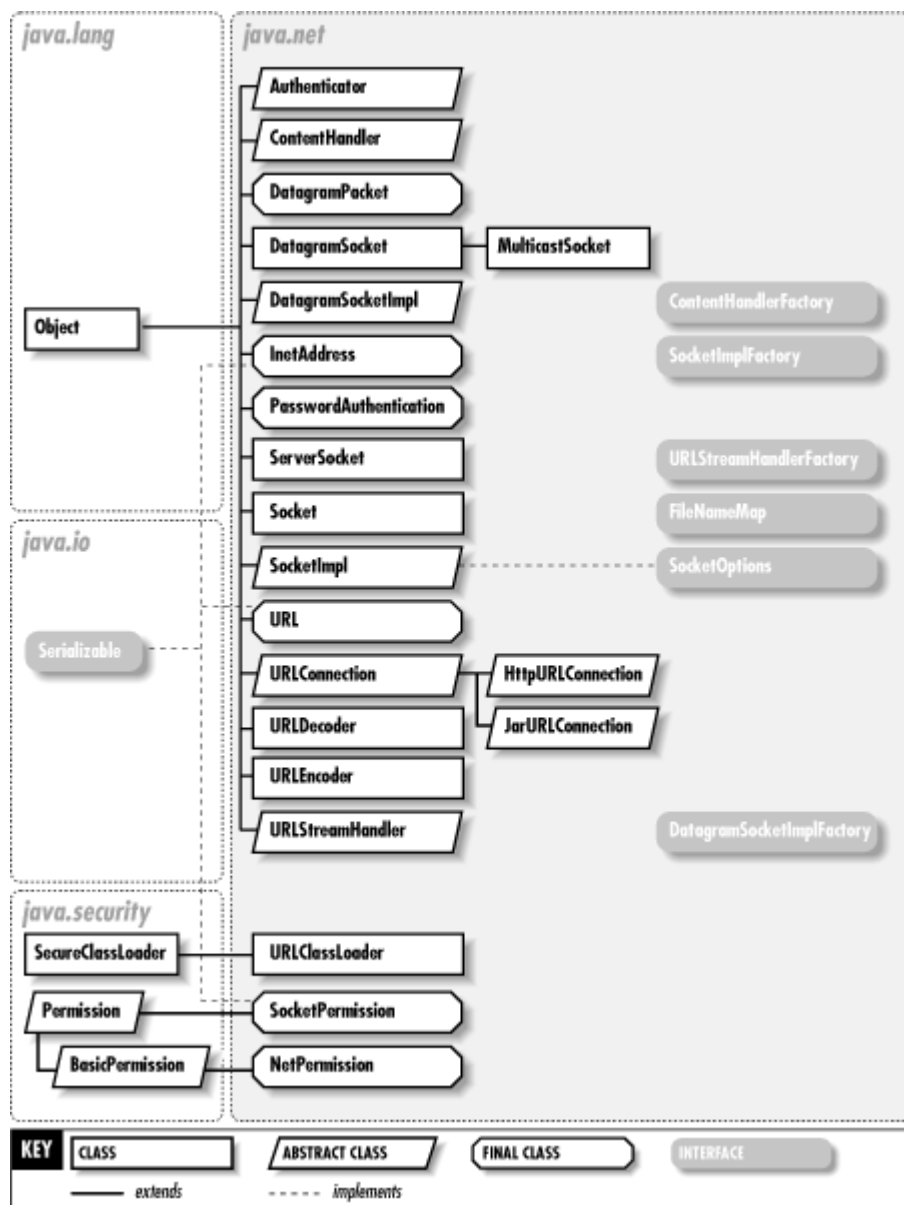 java.lang
java.net
Authenticator
ContentHandler
DatagramPacket
DatagramSocket
MulticastSocket
DatagramSocketImpl
ContentHandlerFactory
Object
InetAddress
SocketImplFactory
PasswordAuthentication
ServerSocket
URLStreamHandlerFactory
Socket
FileNameMap
java.io
SocketImpl
SocketOptions
URL
Serializable
URLConnection
HttpURLConnection
JarURLConnection
URLDecoder
URLEncoder
URLStreamHandler
DatagramSocketImplFactory
java.security
SecureClassLoader
URLClassLoader
Permission
SocketPermission
BasicPermission
NetPermission
KEY
CLASS
ABSTRACT CLASS
FINAL CLASS
INTERFACE
extends
implements